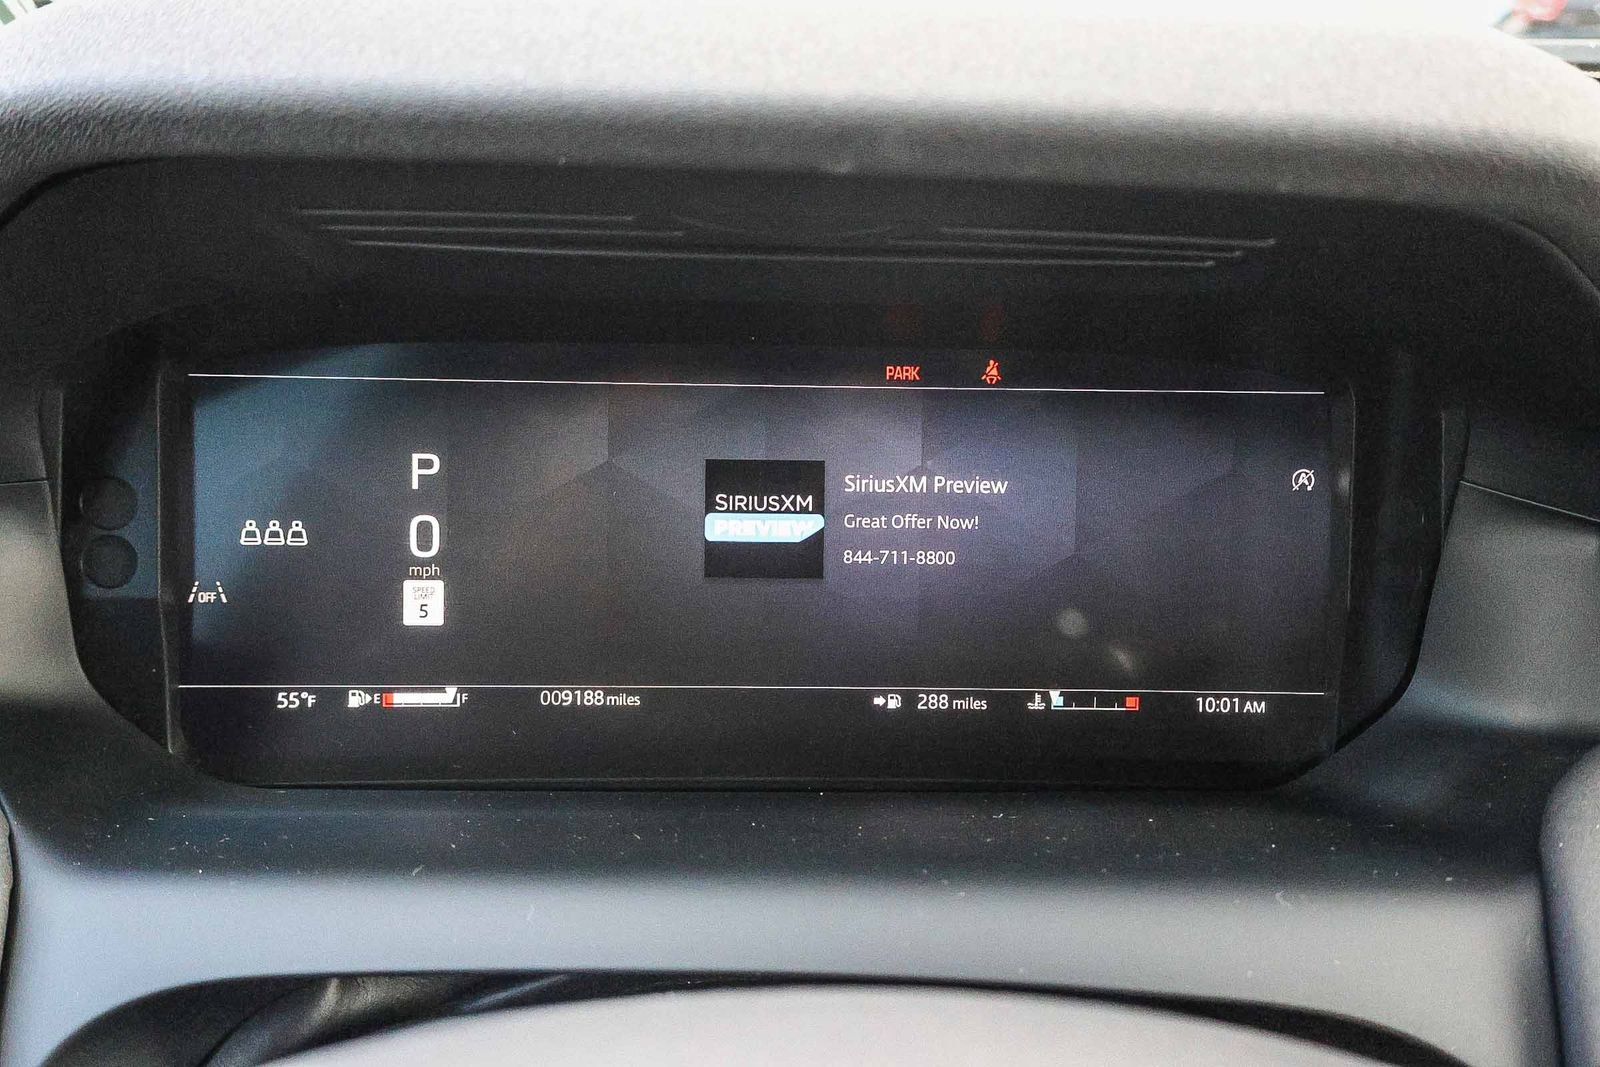 PARK
P
0
mph
SPEED
LIMIT
5
OFF
SIRIUSXM
PREVIEW
SiriusXM Preview
Great Offer Now!
844-711-8800
A
55°F
E
F
009188 miles
288 miles
10:01 AM